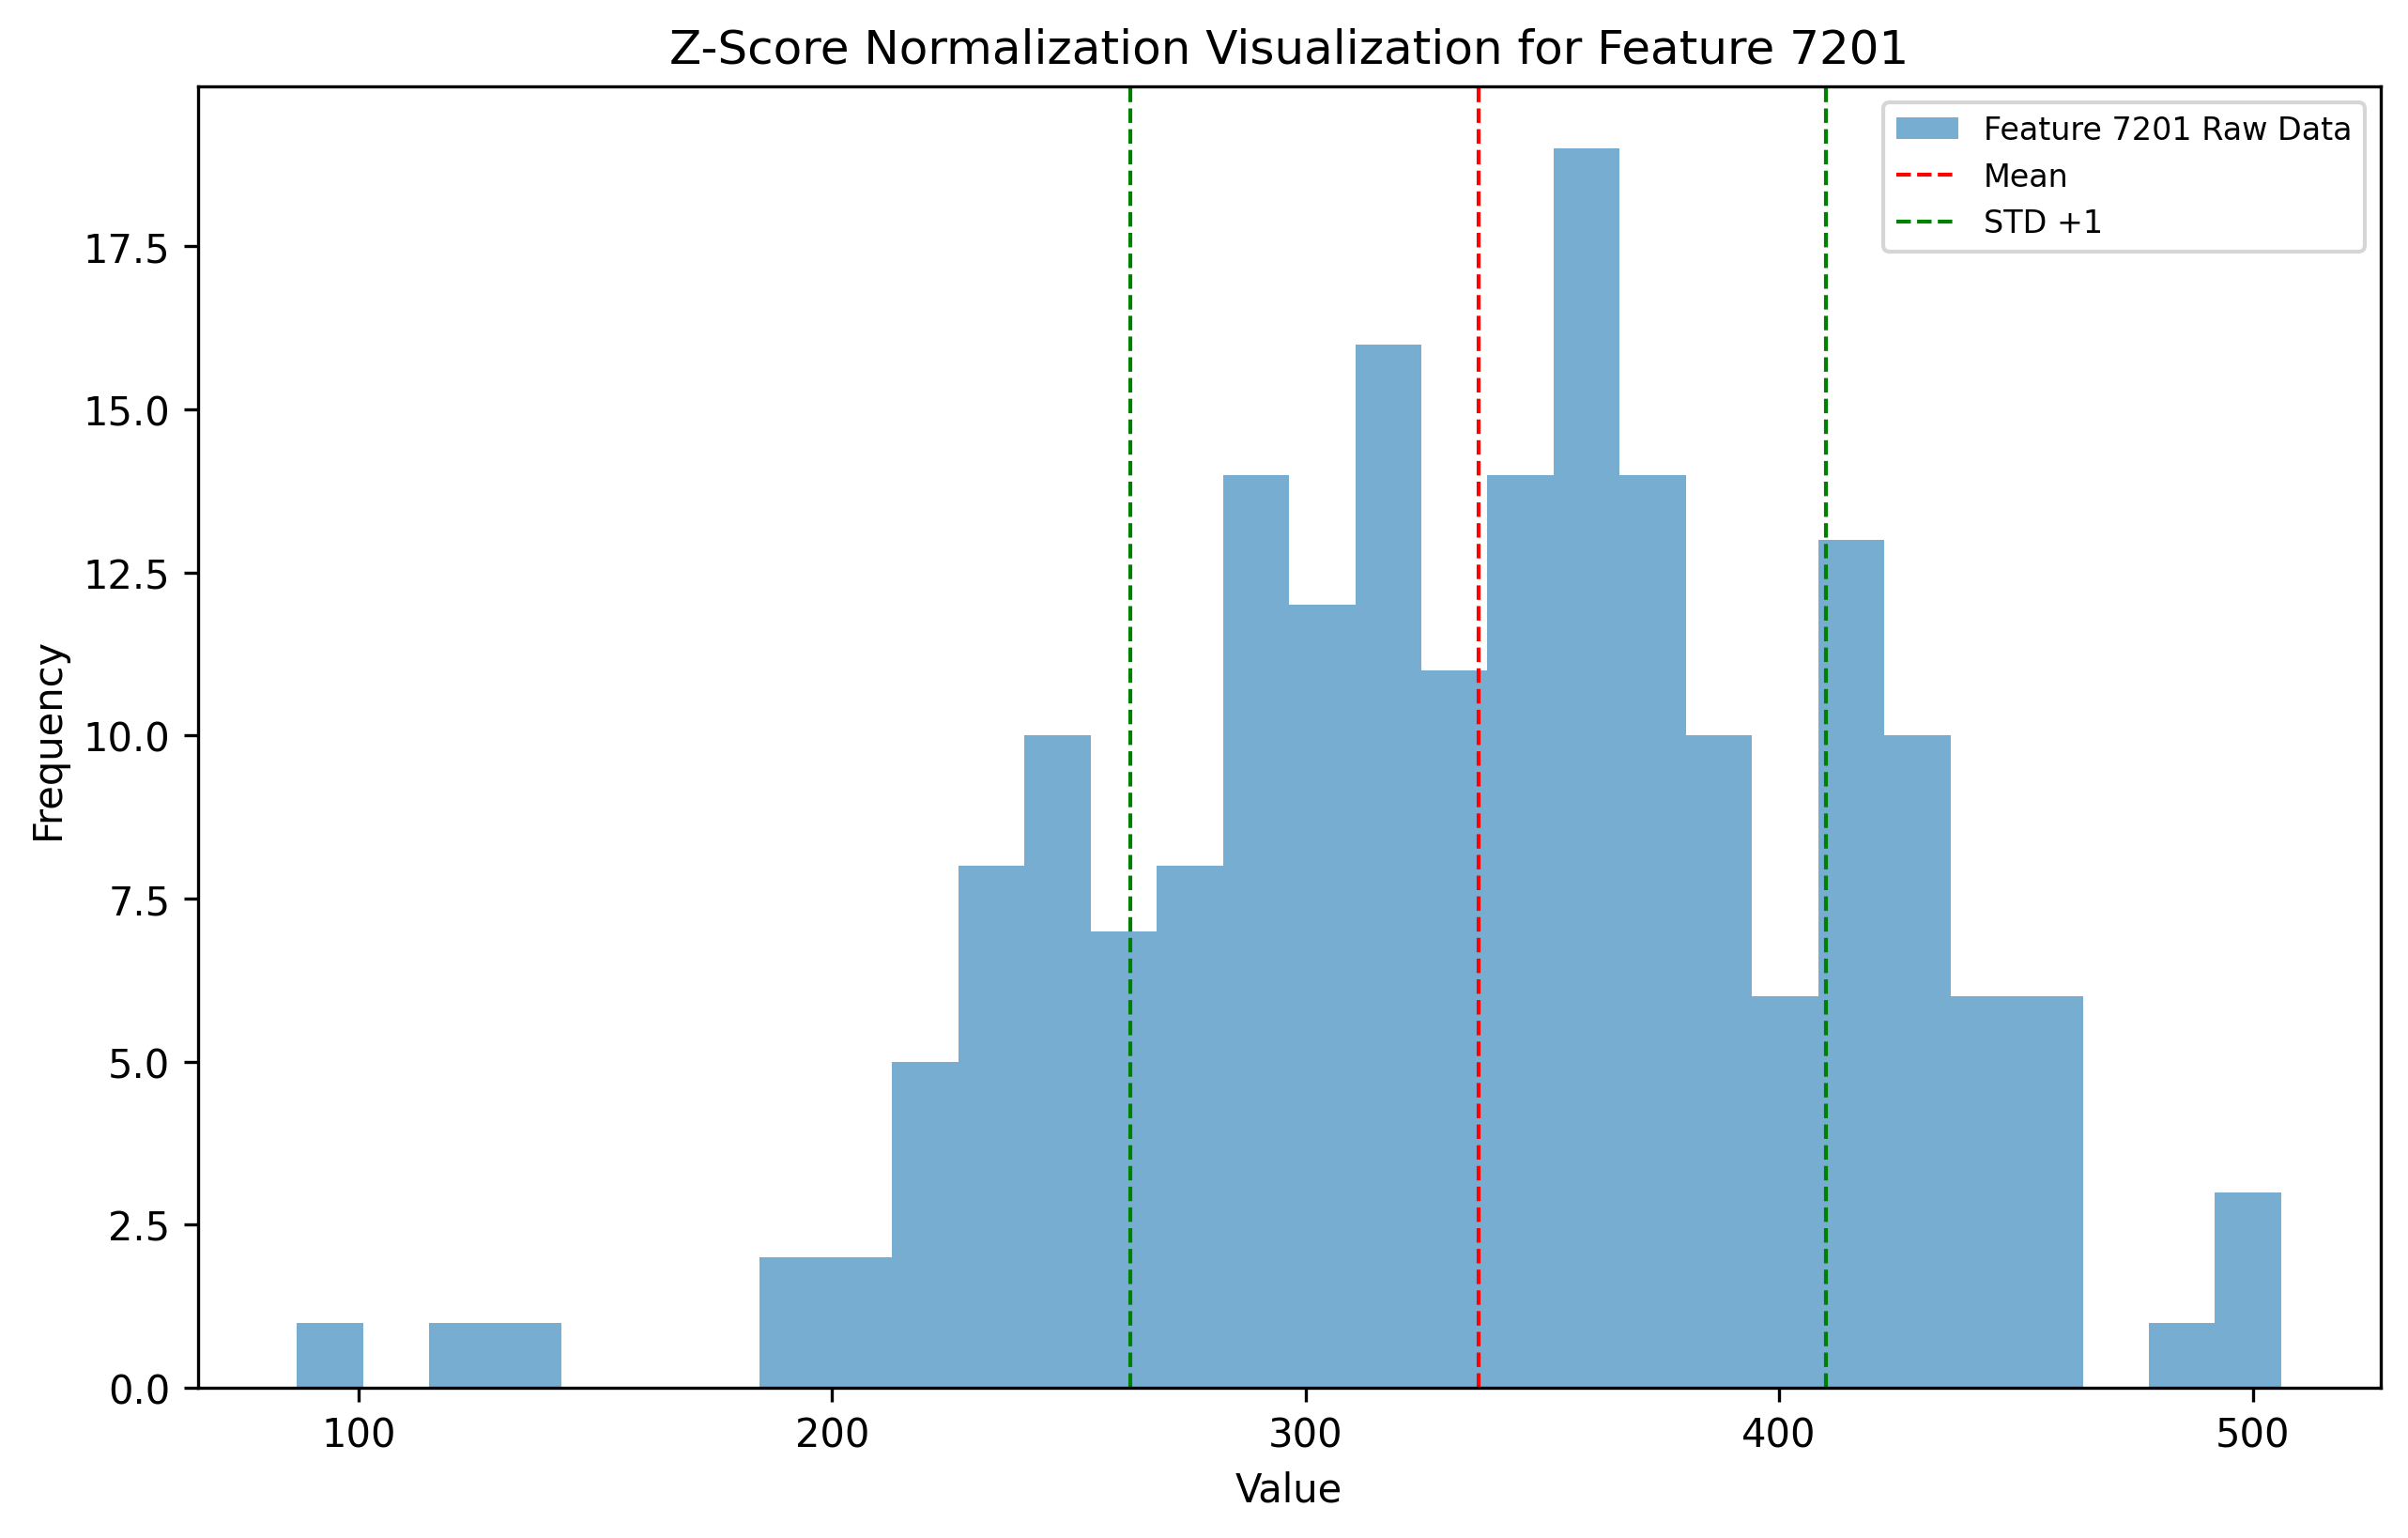 Z-Score Normalization Visualization for Feature 7201
Feature 7201 Raw Data
Mean
STD +1
17.5
15.0
12.5
10.0
7.5
5.0
2.5
0.0
Frequency
100 200 300 400 500
Value